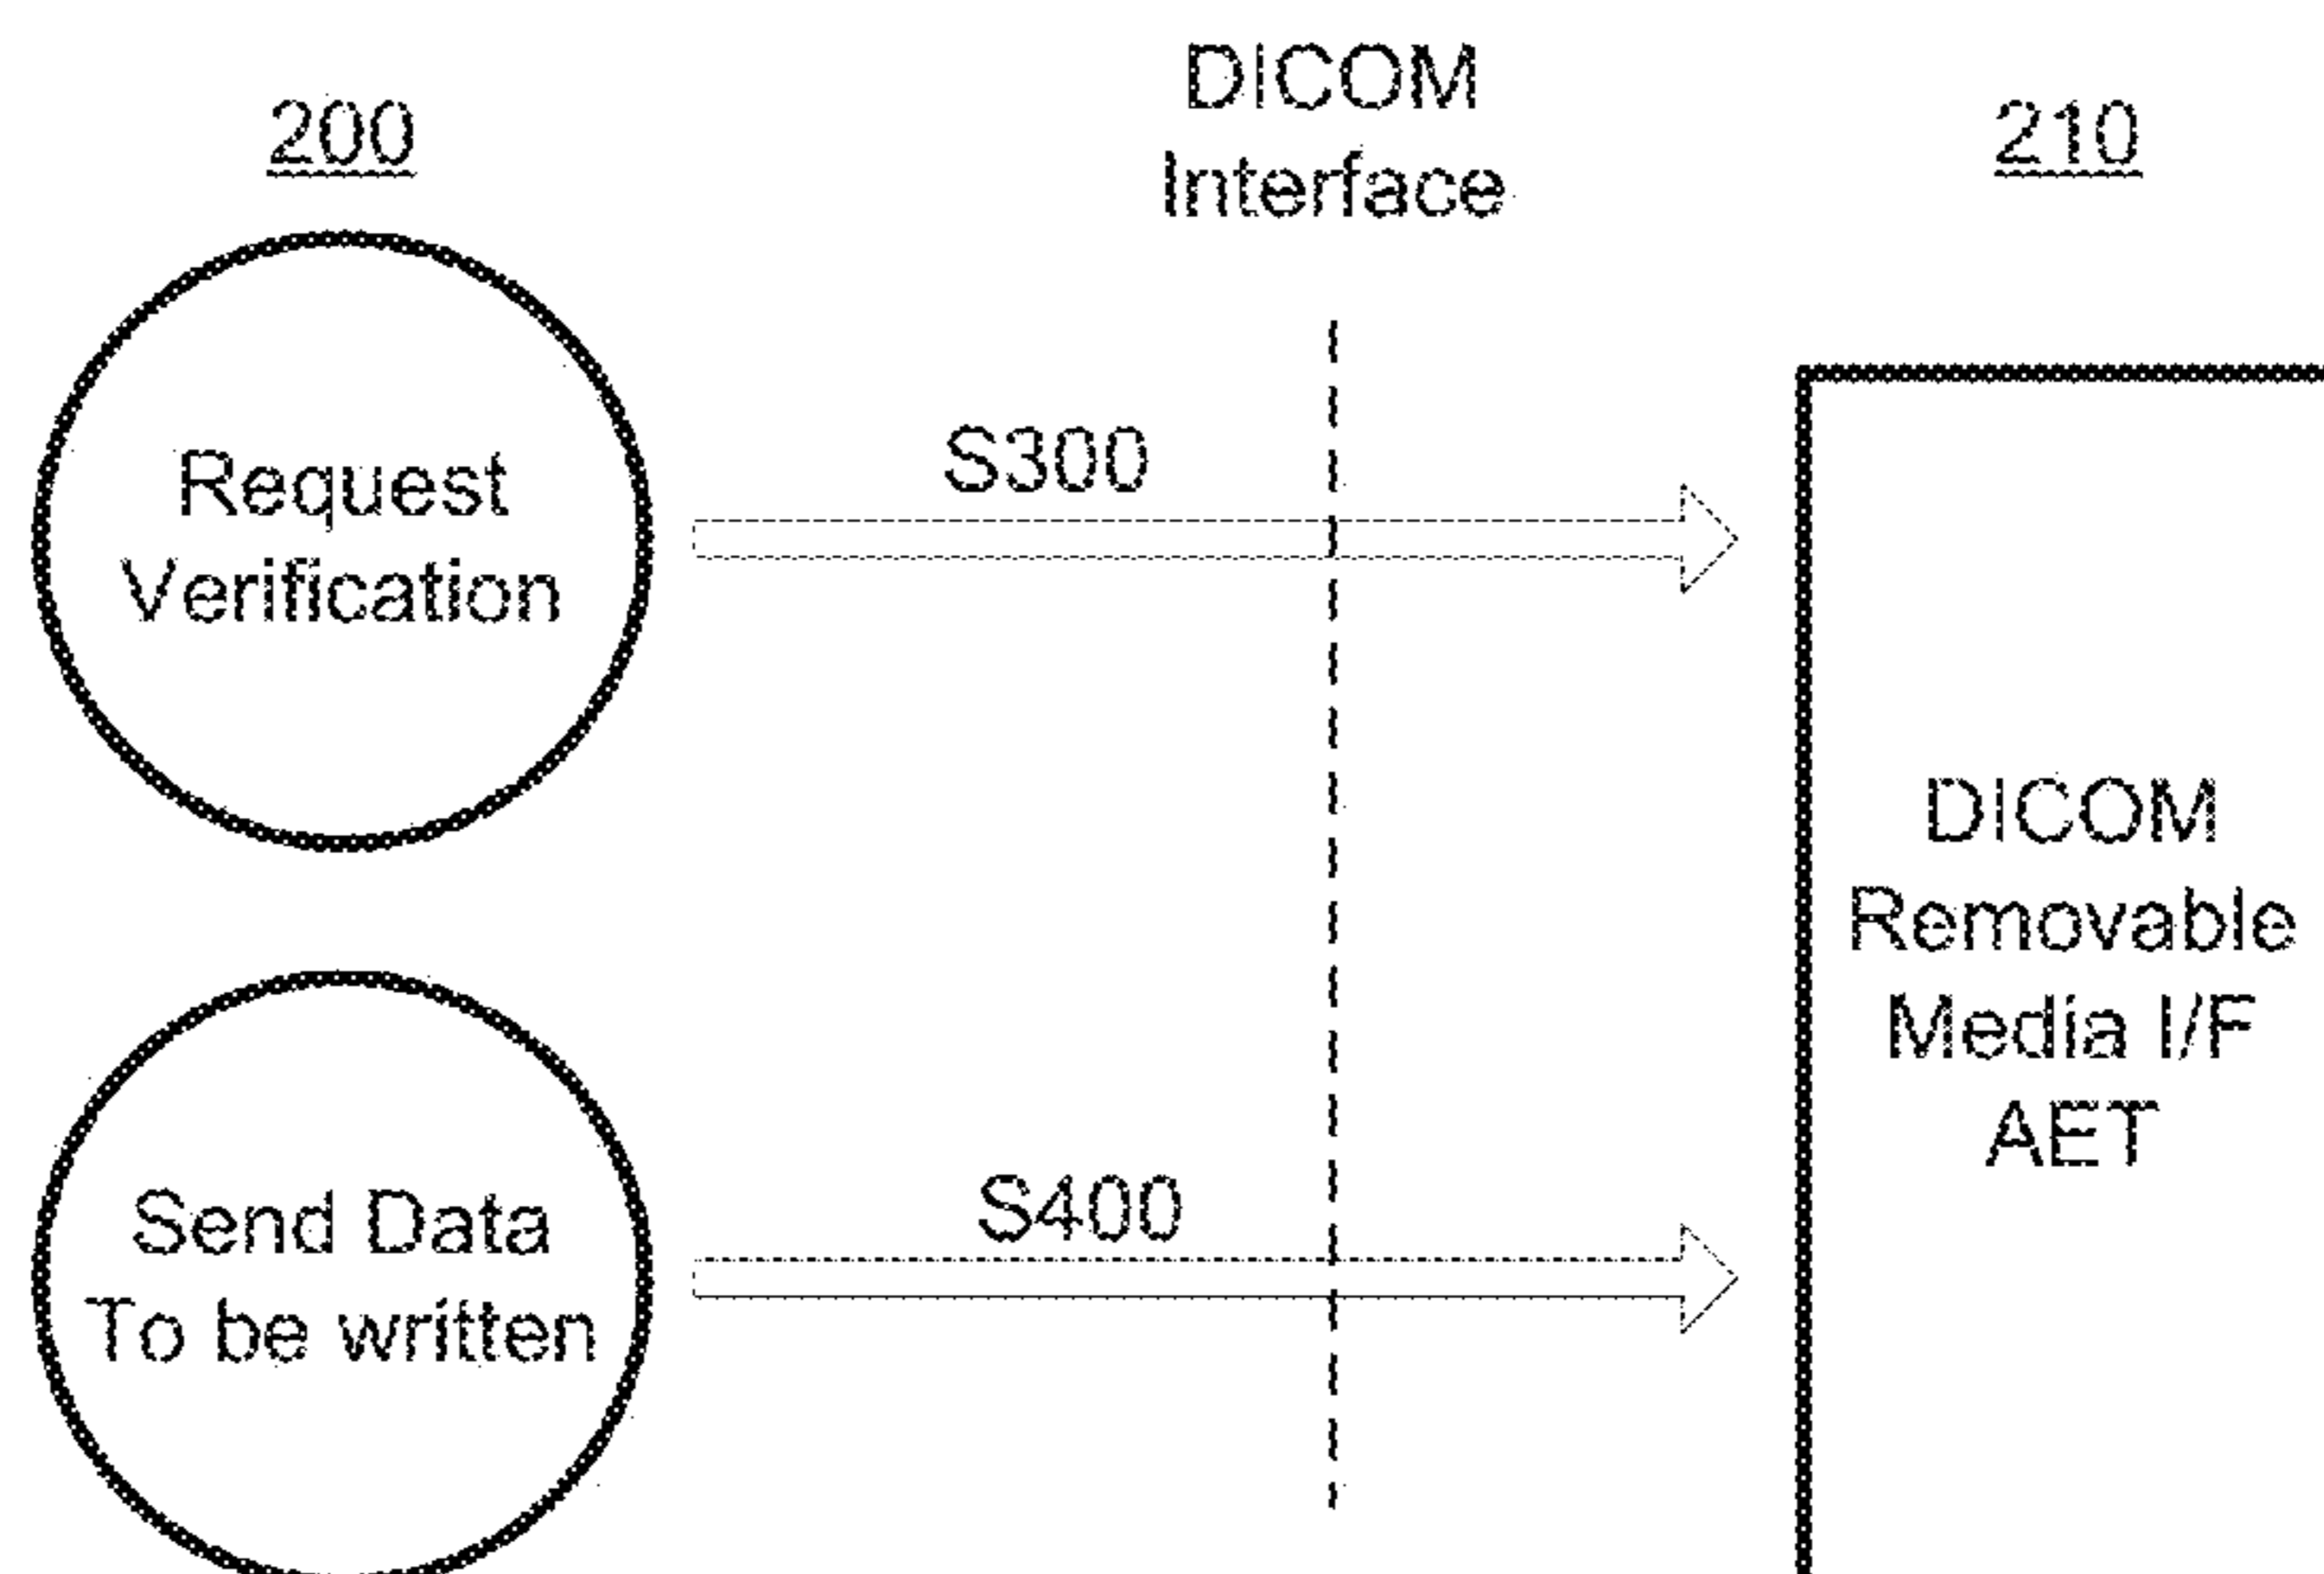 200
DICOM
Interface
210
Request
Verification
S300
DICOM
Removable
Media I/F
AET
Send Data
To be written
S400